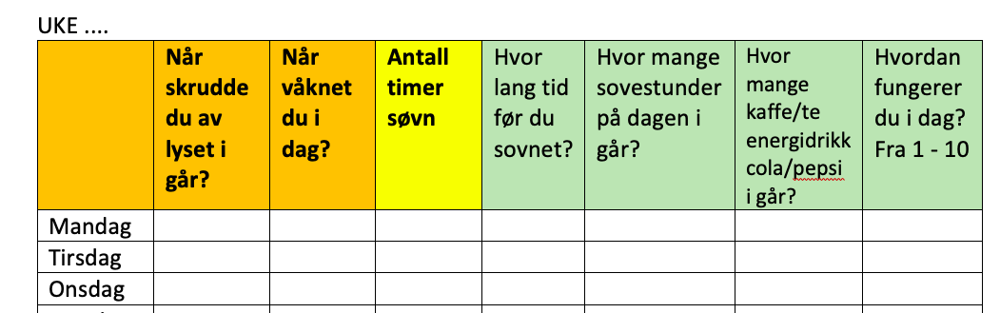 UKE ....
Når
skrudde
du av
lyset i
går?
Når
våknet
du i
dag?
Antall
timer
søvn
Hvor
lang tid
før du
sovnet?
Hvor mange
sovestunder
på dagen i
går?
Hvor
mange
kaffe/te
energidrikk
cola/pepsi
i går?
Hvordan
fungerer
du i dag?
Fra 1 - 10
Mandag
Tirsdag
Onsdag